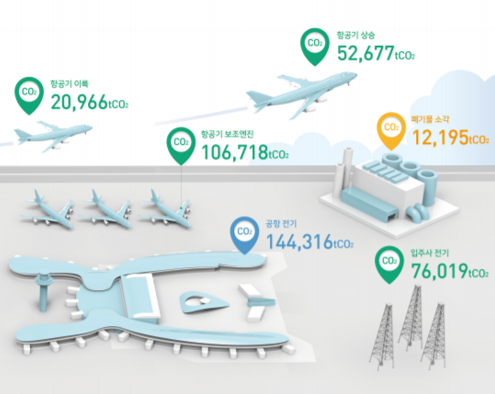 CO₂
항공기 상승
52,677tCO₂
CO₂
항공기 이륙
20,966tCO₂
CO₂
폐기물 소각
12,195tCO₂
CO₂
항공기 보조엔진
106,718tCO₂
CO₂
공항 전기
144,316tCO₂
CO₂
입주사 전기
76,019tCO₂